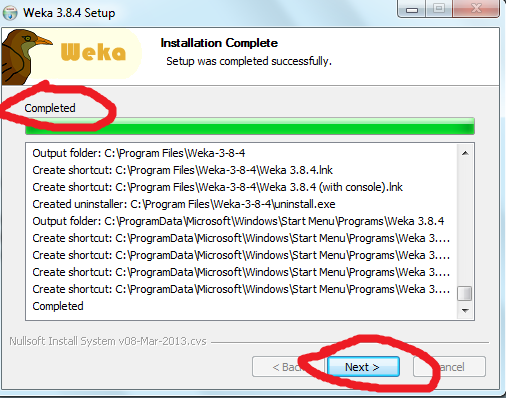 Weka 3.8.4 Setup
Weka
Installation Complete
Setup was completed successfully.
Completed
Output folder: C:\Program Files\Weka-3-8-4
Create shortcut: C:\Program Files\Weka-3-8-4\Weka 3.8.4.lnk
Create shortcut: C:\Program Files\Weka-3-8-4\Weka 3.8.4 (with console).lnk
Created uninstaller: C:\Program Files\Weka-3-8-4\uninstall.exe
Output folder: C:\ProgramData\Microsoft\Windows\Start Menu\Programs\Weka 3.8.4
Create shortcut: C:\ProgramData\Microsoft\Windows\Start Menu\Programs\Weka 3....
Create shortcut: C:\ProgramData\Microsoft\Windows\Start Menu\Programs\Weka 3....
Create shortcut: C:\ProgramData\Microsoft\Windows\Start Menu\Programs\Weka 3....
Create shortcut: C:\ProgramData\Microsoft\Windows\Start Menu\Programs\Weka 3....
Completed
Nullsoft Install System v08-Mar-2013.cvs
< Back Next > Cancel